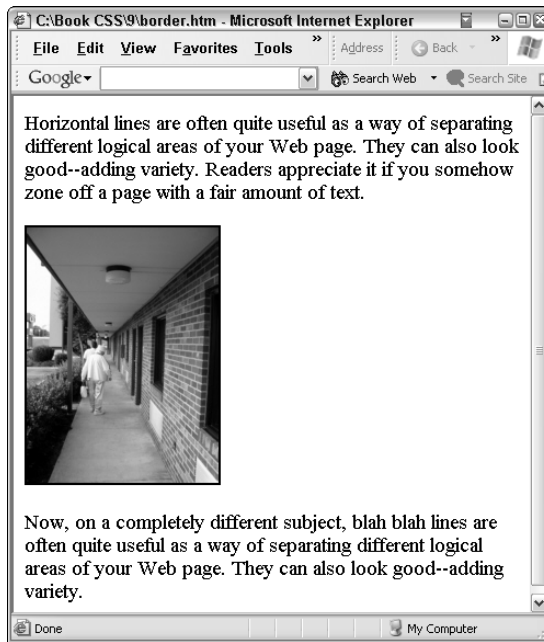 C:\Book CSS\9\border.htm - Microsoft Internet Explorer
File Edit View Favorites Tools » Address Back »
Google Search Web Search Site
Horizontal lines are often quite useful as a way of separating
different logical areas of your Web page. They can also look
good--adding variety. Readers appreciate it if you somehow
zone off a page with a fair amount of text.
Now, on a completely different subject, blah blah lines are
often quite useful as a way of separating different logical
areas of your Web page. They can also look good--adding
variety.
Done My Computer